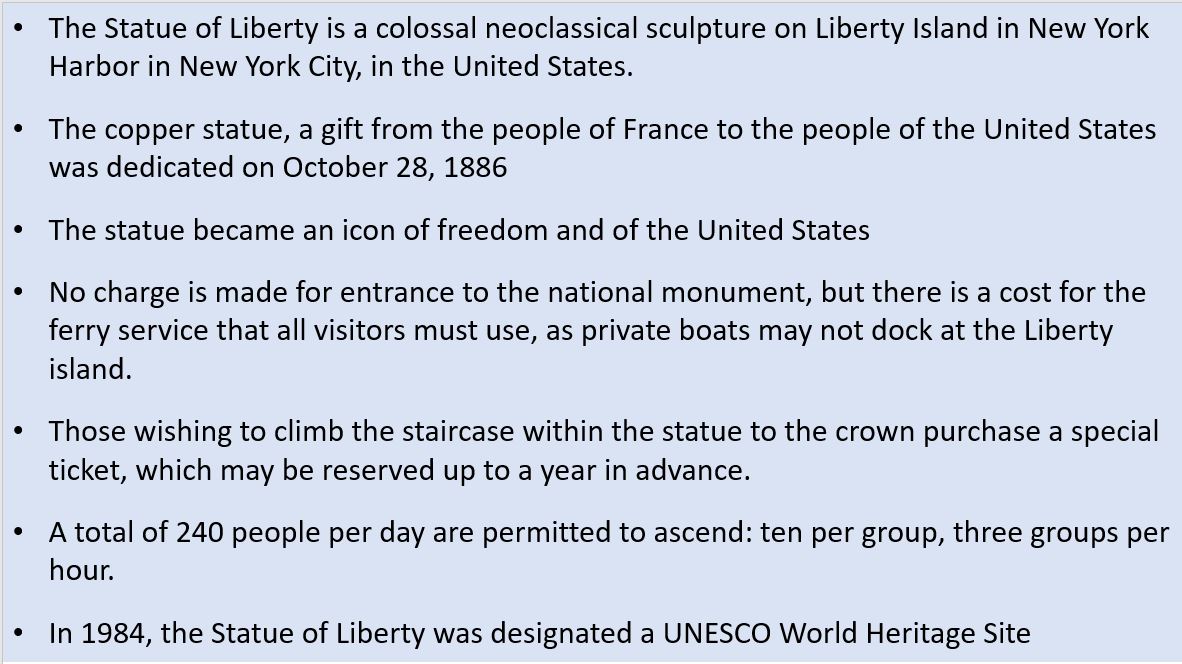 • The Statue of Liberty is a colossal neoclassical sculpture on Liberty Island in New York
Harbor in New York City, in the United States.
• The copper statue, a gift from the people of France to the people of the United States
was dedicated on October 28, 1886
• The statue became an icon of freedom and of the United States
• No charge is made for entrance to the national monument, but there is a cost for the
ferry service that all visitors must use, as private boats may not dock at the Liberty
island.
• Those wishing to climb the staircase within the statue to the crown purchase a special
ticket, which may be reserved up to a year in advance.
• A total of 240 people per day are permitted to ascend: ten per group, three groups per
hour.
• In 1984, the Statue of Liberty was designated a UNESCO World Heritage Site